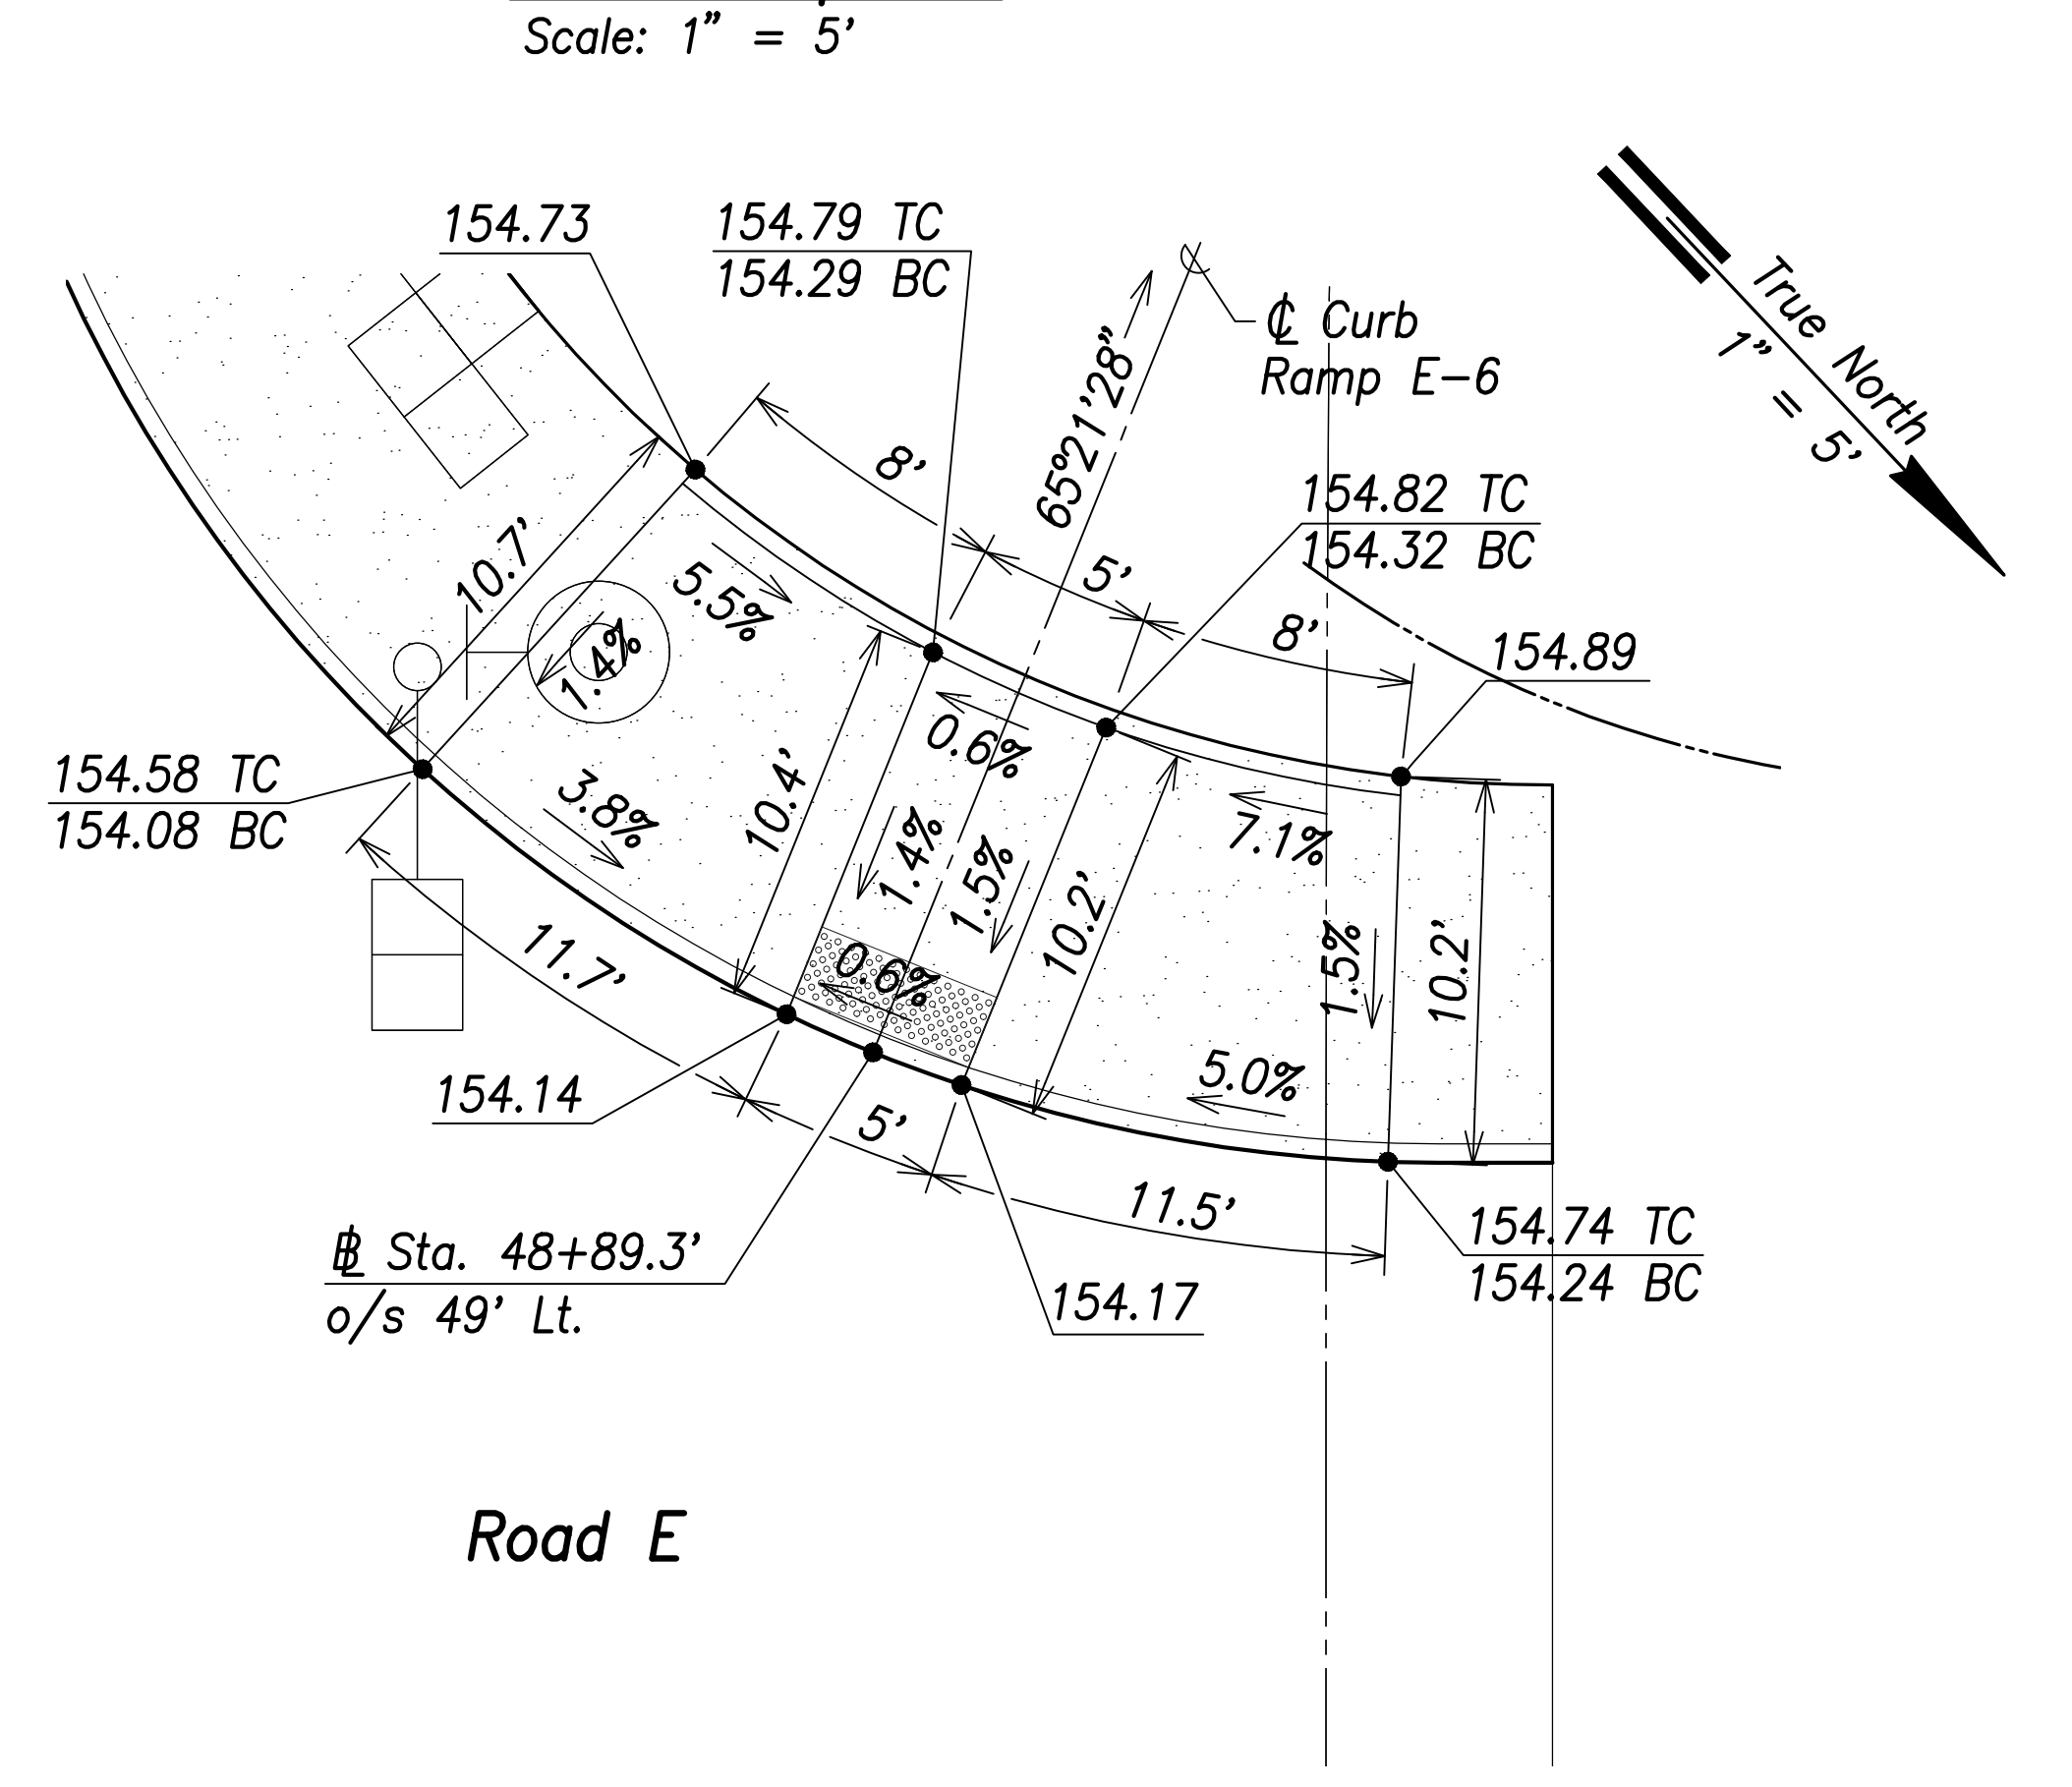 Scale: 1" = 5'
154.73
154.79 TC
154.29 BC
True North
1" = 5'
℄ Curb
Ramp E-6
65°21'28"
8'
5'
8'
154.82 TC
154.32 BC
154.89
10.7'
1.4%
5.5%
0.6%
154.58 TC
154.08 BC
3.8%
10.4'
1.4%
1.5%
10.2'
7.1%
1.5%
10.2'
0.6%
11.7'
5.0%
154.14
5'
11.5'
℄ Sta. 48+89.3'
o/s 49' Lt.
154.17
154.74 TC
154.24 BC
Road E